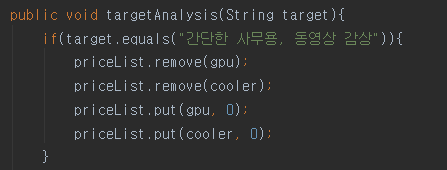 public void targetAnalysis(String target){
if(target.equals("간단한 사무용, 동영상 감상")){
priceList.remove(gpu);
priceList.remove(cooler);
priceList.put(gpu, 0);
priceList.put(cooler, 0);
}